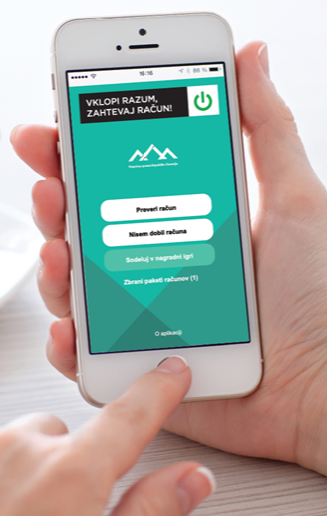 16:16
88 %
VKLOPI RAZUM,
ZAHTEVAJ RAČUN!
Preveri račun
Nisem dobil računa
Sodeluj v nagradni igri
Zbrani paketi računov (1)
O aplikaciji